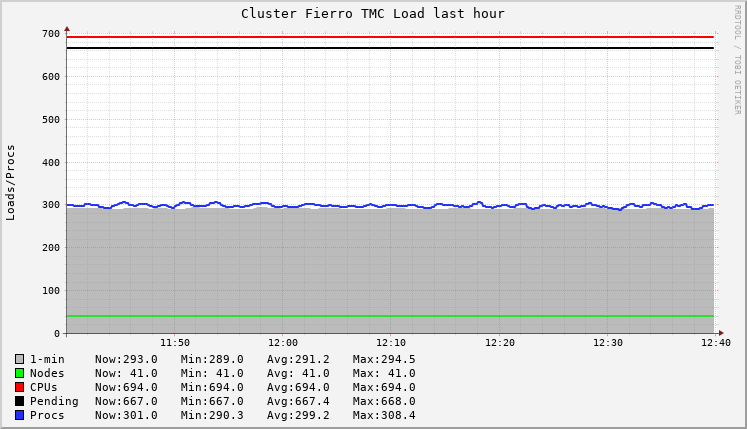 Cluster Fierro TMC Load last hour
RRDTOOL / TOBI OETIKER
Loads/Procs
700
600
500
400
300
200
100
0
11:50 12:00 12:10 12:20 12:30 12:40
1-min Now:293.0 Min:289.0 Avg:291.2 Max:294.5
Nodes Now: 41.0 Min: 41.0 Avg: 41.0 Max: 41.0
CPUs Now:694.0 Min:694.0 Avg:694.0 Max:694.0
Pending Now:667.0 Min:667.0 Avg:667.4 Max:668.0
Procs Now:301.0 Min:290.3 Avg:299.2 Max:308.4